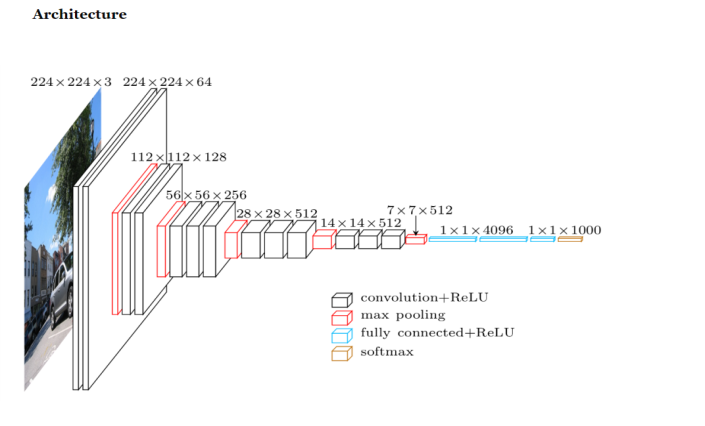 Architecture
224×224×3 224×224×64
112×112×128
56×56×256
28×28×512
14×14×512
7×7×512
1×1×4096 1×1×1000
convolution+ReLU
max pooling
fully connected+ReLU
softmax